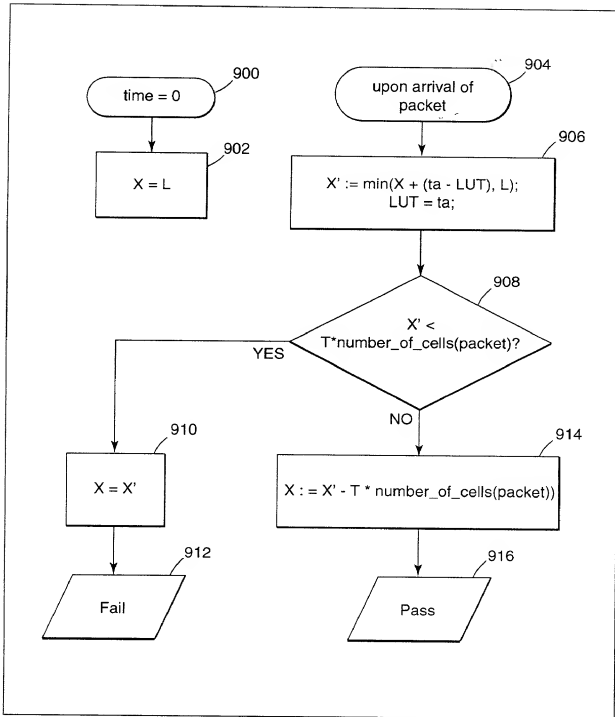 900
time = 0
902
X = L
904
upon arrival of
packet
906
X' := min(X + (ta - LUT), L);
LUT = ta;
908
X' <
T*number_of_cells(packet)?
YES
NO
910
X = X'
912
Fail
914
X := X' - T * number_of_cells(packet))
916
Pass